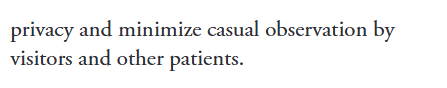 privacy and minimize casual observation by
visitors and other patients.